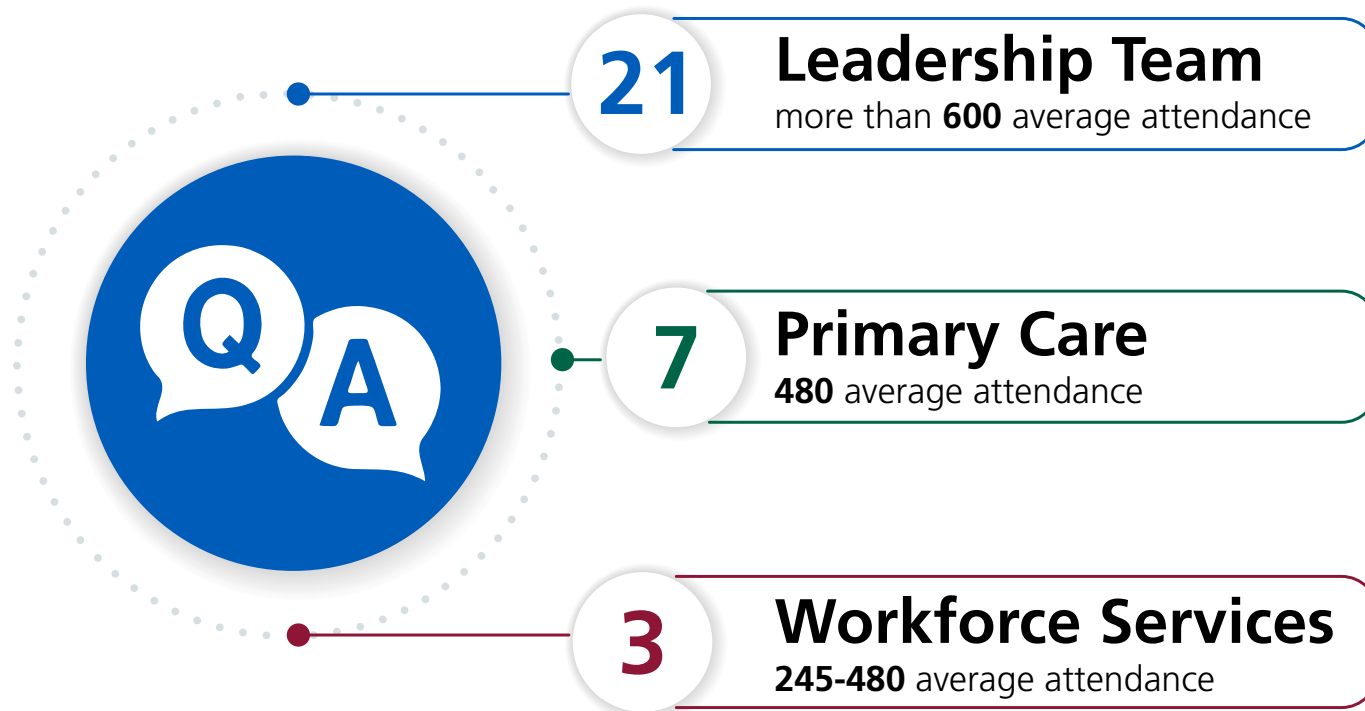 Q
A
21
Leadership Team
more than 600 average attendance
7
Primary Care
480 average attendance
3
Workforce Services
245-480 average attendance